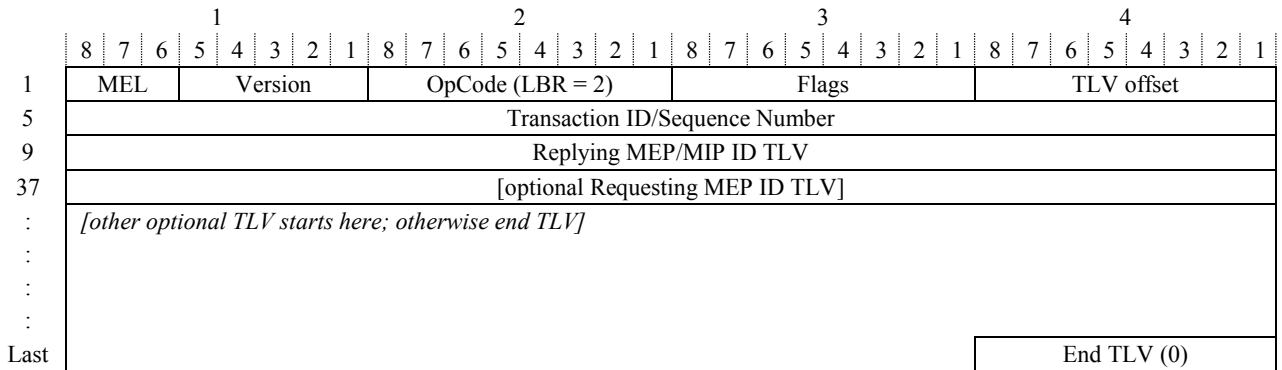 1 2 3 4
8 7 6 5 4 3 2 1 8 7 6 5 4 3 2 1 8 7 6 5 4 3 2 1 8 7 6 5 4 3 2 1
1 MEL Version OpCode (LBR = 2) Flags TLV offset
5 Transaction ID/Sequence Number
9 Replying MEP/MIP ID TLV
37 [optional Requesting MEP ID TLV]
: [other optional TLV starts here; otherwise end TLV]
:
:
:
Last End TLV (0)